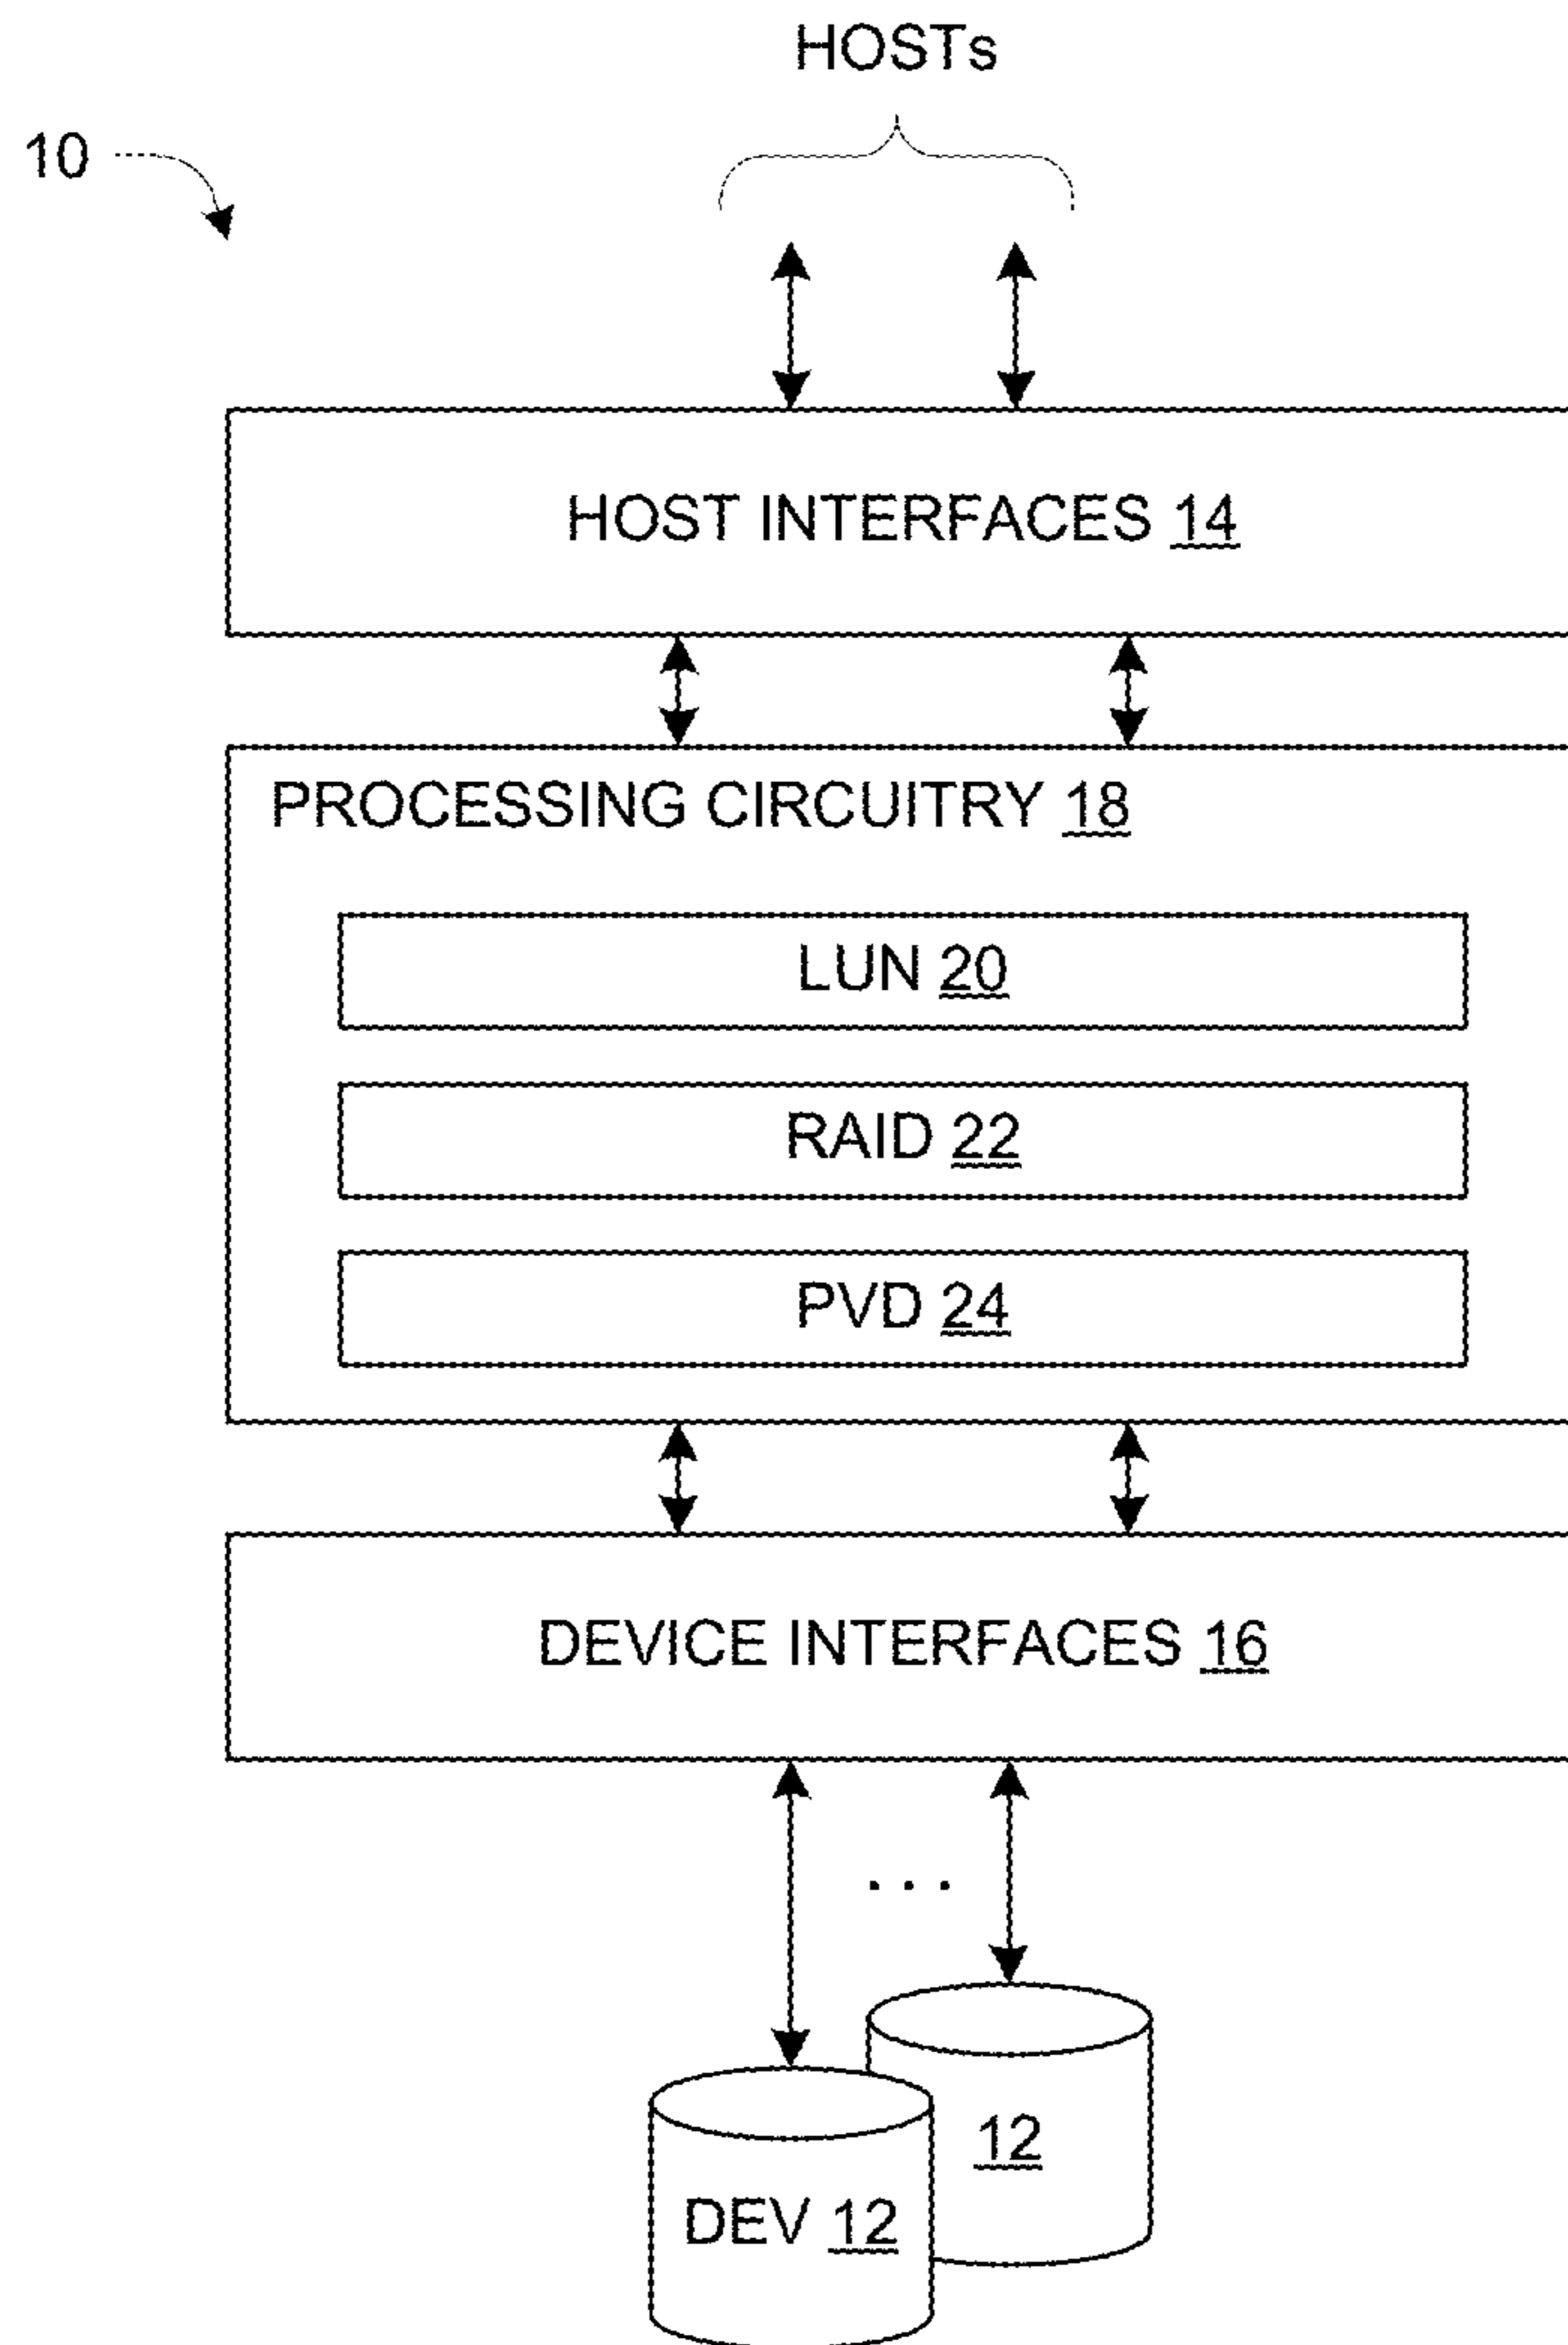 HOSTs
10
HOST INTERFACES 14
PROCESSING CIRCUITRY 18
LUN 20
RAID 22
PVD 24
DEVICE INTERFACES 16
. . .
12
DEV 12